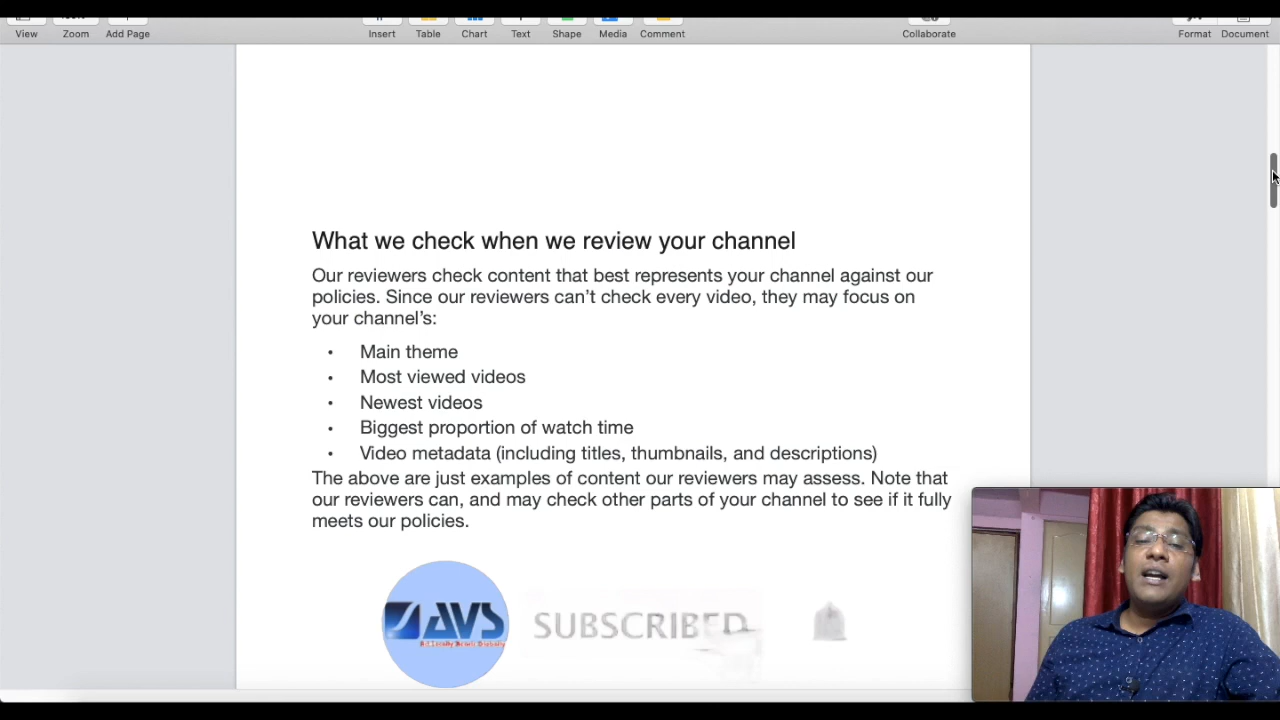 View Zoom Add Page Insert Table Chart Text Shape Media Comment Collaborate Format Document
What we check when we review your channel
Our reviewers check content that best represents your channel against our
policies. Since our reviewers can’t check every video, they may focus on
your channel’s:
• Main theme
• Most viewed videos
• Newest videos
• Biggest proportion of watch time
• Video metadata (including titles, thumbnails, and descriptions)
The above are just examples of content our reviewers may assess. Note that
our reviewers can, and may check other parts of your channel to see if it fully
meets our policies.
AVS SUBSCRIBED